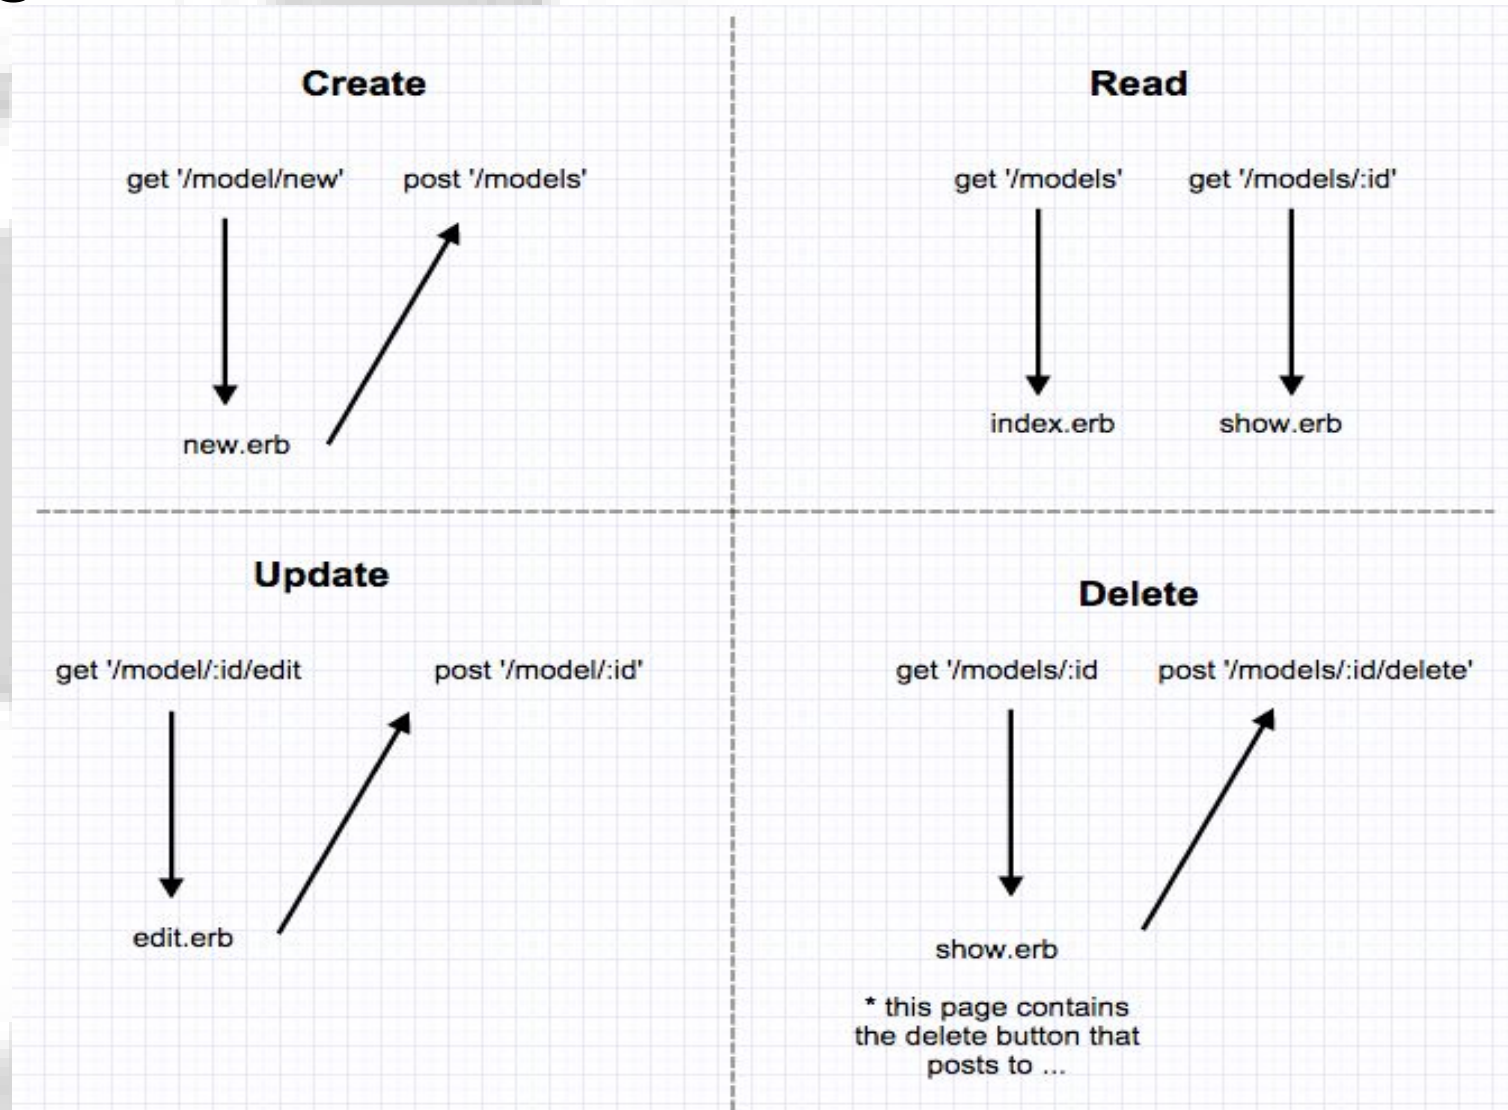 Create
get '/model/new'
post '/models'
new.erb
Read
get '/models'
get '/models/:id'
index.erb
show.erb
Update
get '/model/:id/edit
post '/model/:id'
edit.erb
Delete
get '/models/:id
post '/models/:id/delete'
show.erb
* this page contains
the delete button that
posts to ...